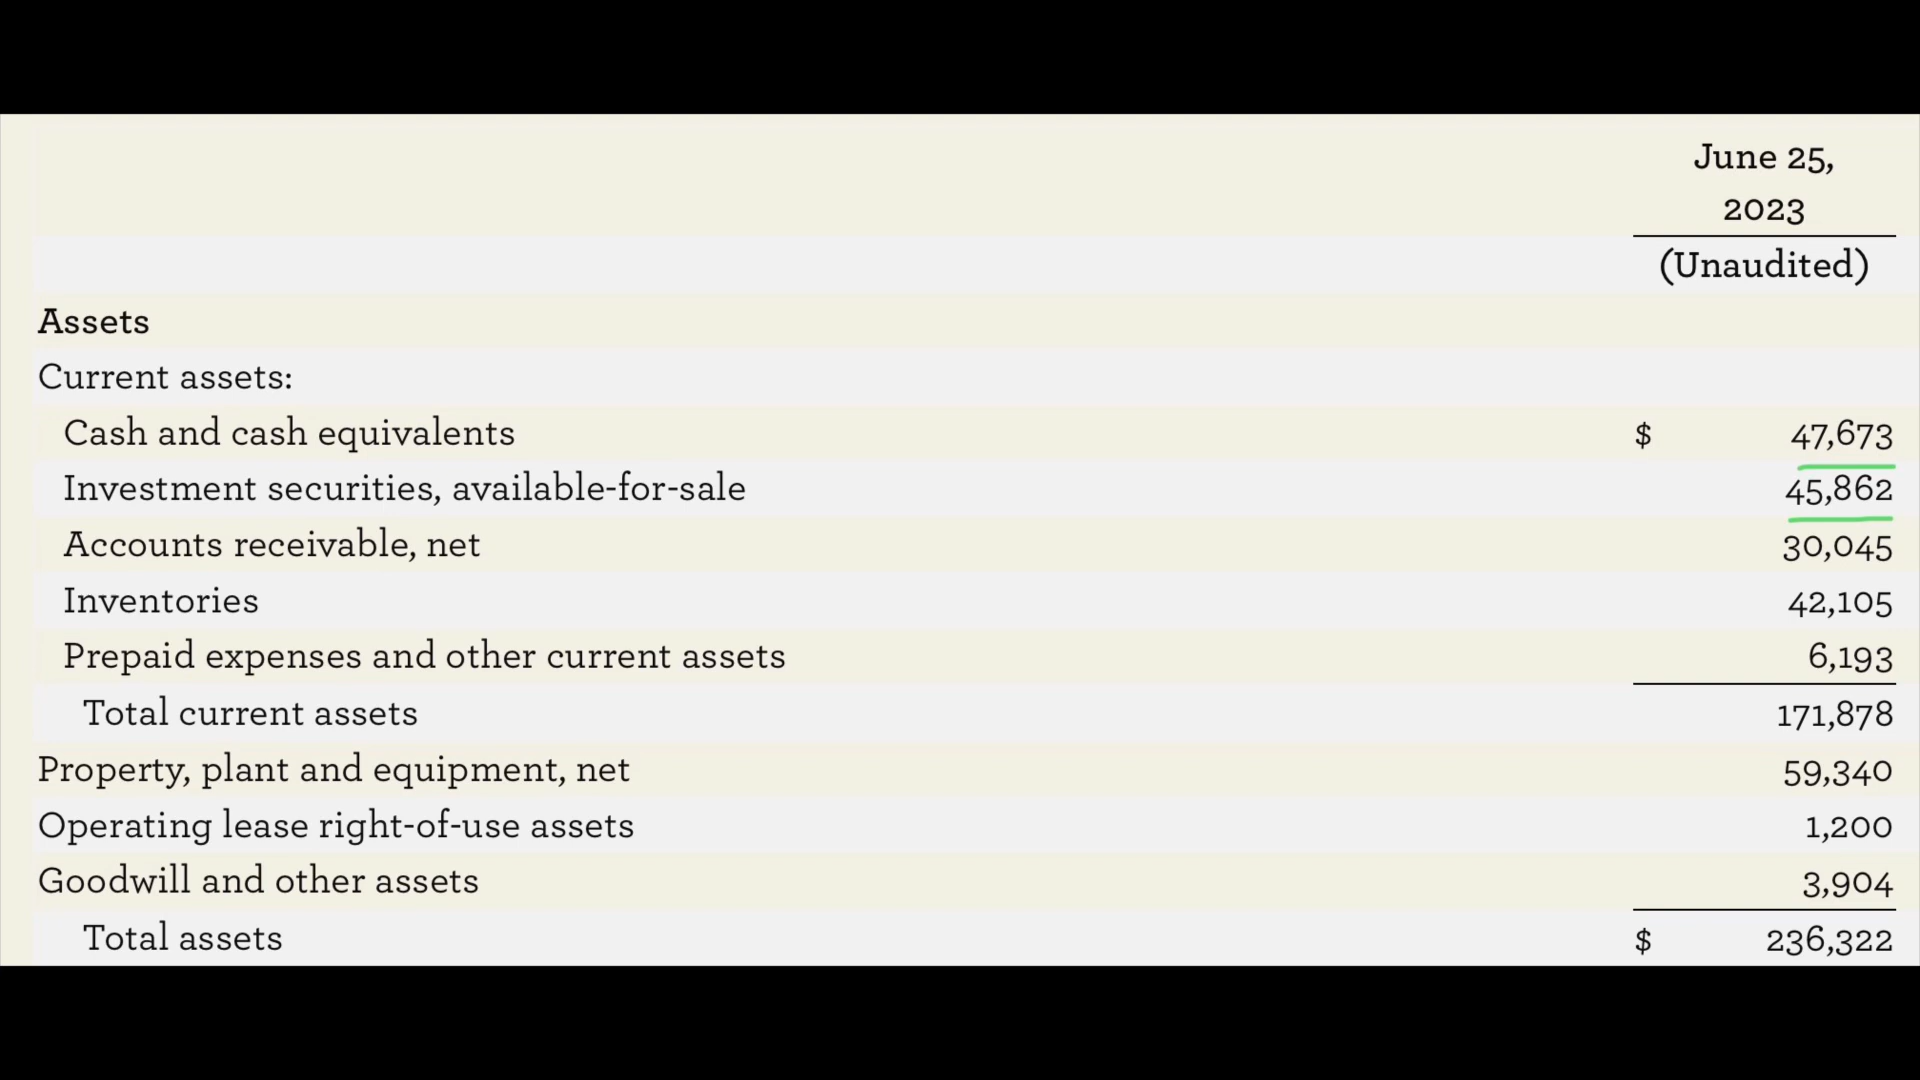 June 25,
2023
(Unaudited)
Assets
Current assets:
Cash and cash equivalents $ 47,673
Investment securities, available-for-sale 45,862
Accounts receivable, net 30,045
Inventories 42,105
Prepaid expenses and other current assets 6,193
Total current assets 171,878
Property, plant and equipment, net 59,340
Operating lease right-of-use assets 1,200
Goodwill and other assets 3,904
Total assets $ 236,322